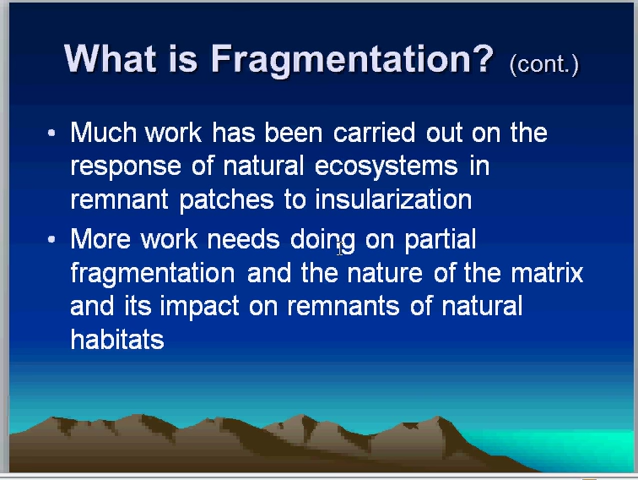 What is Fragmentation? (cont.)
• Much work has been carried out on the
response of natural ecosystems in
remnant patches to insularization
• More work needs doing on partial
fragmentation and the nature of the matrix
and its impact on remnants of natural
habitats